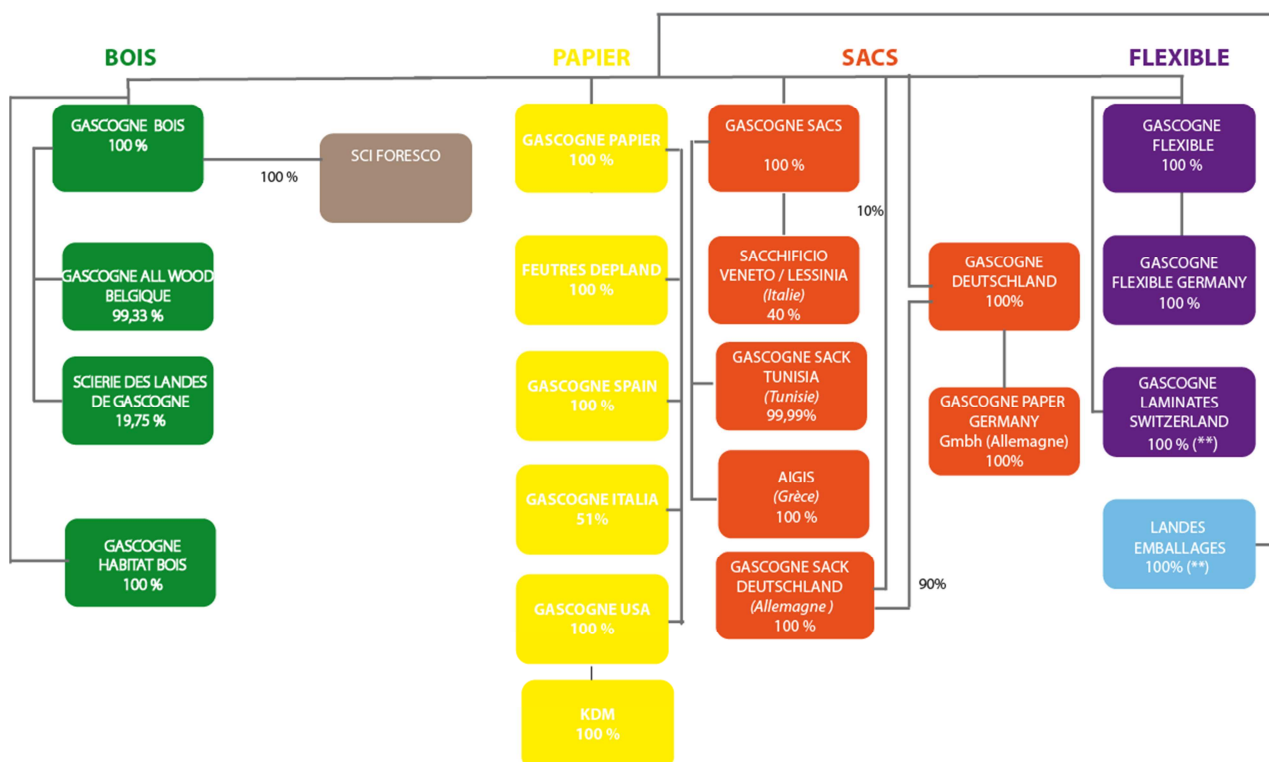 BOIS
PAPIER
SACS
FLEXIBLE
GASCOGNE BOIS
100 %
100 %
SCI FORESCO
GASCOGNE ALL WOOD
BELGIQUE
99,33 %
SCIERIE DES LANDES
DE GASCOGNE
19,75 %
GASCOGNE
HABITAT BOIS
100 %
GASCOGNE PAPIER
100 %
FEUTRES DEPLAND
100 %
GASCOGNE SPAIN
100 %
GASCOGNE ITALIA
51%
GASCOGNE USA
100 %
KDM
100 %
GASCOGNE SACS
100 %
SACCHIFICIO
VENETO / LESSINIA
(Italie)
40 %
GASCOGNE SACK
TUNISIA
(Tunisie)
99,99%
AIGIS
(Grèce)
100 %
GASCOGNE SACK
DEUTSCHLAND
(Allemagne )
100 %
10%
90%
GASCOGNE
DEUTSCHLAND
100%
GASCOGNE PAPER
GERMANY
Gmbh (Allemagne)
100%
GASCOGNE
FLEXIBLE
100 %
GASCOGNE
FLEXIBLE GERMANY
100 %
GASCOGNE
LAMINATES
SWITZERLAND
100 % (**)
LANDES
EMBALLAGES
100% (**)